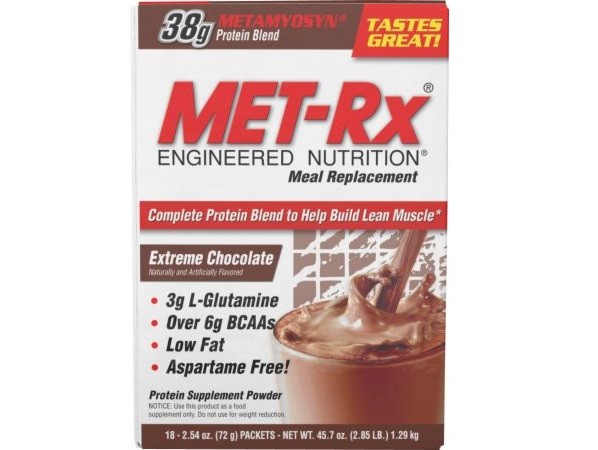 38g METAMYOSYN®
Protein Blend
TASTES
GREAT!
MET-Rx®
ENGINEERED NUTRITION®
Meal Replacement
Complete Protein Blend to Help Build Lean Muscle*
Extreme Chocolate
Naturally and Artificially Flavored
• 3g L-Glutamine
• Over 6g BCAAs
• Low Fat
• Aspartame Free!
Protein Supplement Powder
NOTICE: Use this product as a food
supplement only. Do not use for weight reduction.
18 - 2.54 oz. (72 g) PACKETS - NET WT. 45.7 oz. (2.85 LB.) 1.29 kg